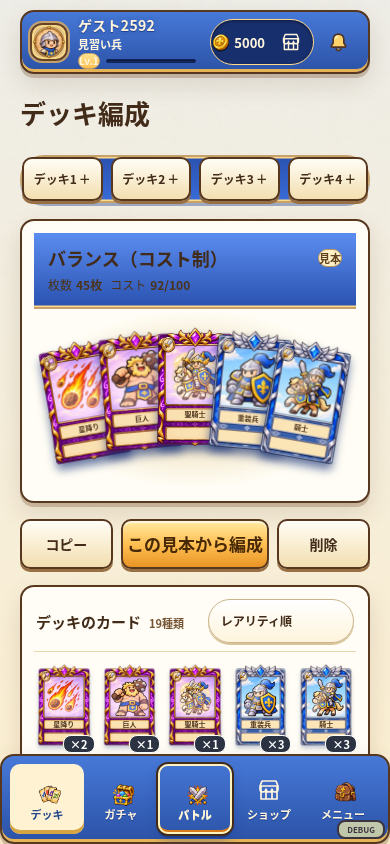 ゲスト2592
見習い兵
Lv.1
5000
デッキ編成
デッキ1 +
デッキ2 +
デッキ3 +
デッキ4 +
バランス（コスト制）
見本
枚数 45枚 コスト 92/100
星降り
巨人
聖騎士
重装兵
騎士
コピー
この見本から編成
削除
デッキのカード 19種類
レアリティ順
星降り
巨人
聖騎士
重装兵
騎士
×2
×1
×1
×3
×3
デッキ
ガチャ
バトル
ショップ
メニュー
DEBUG